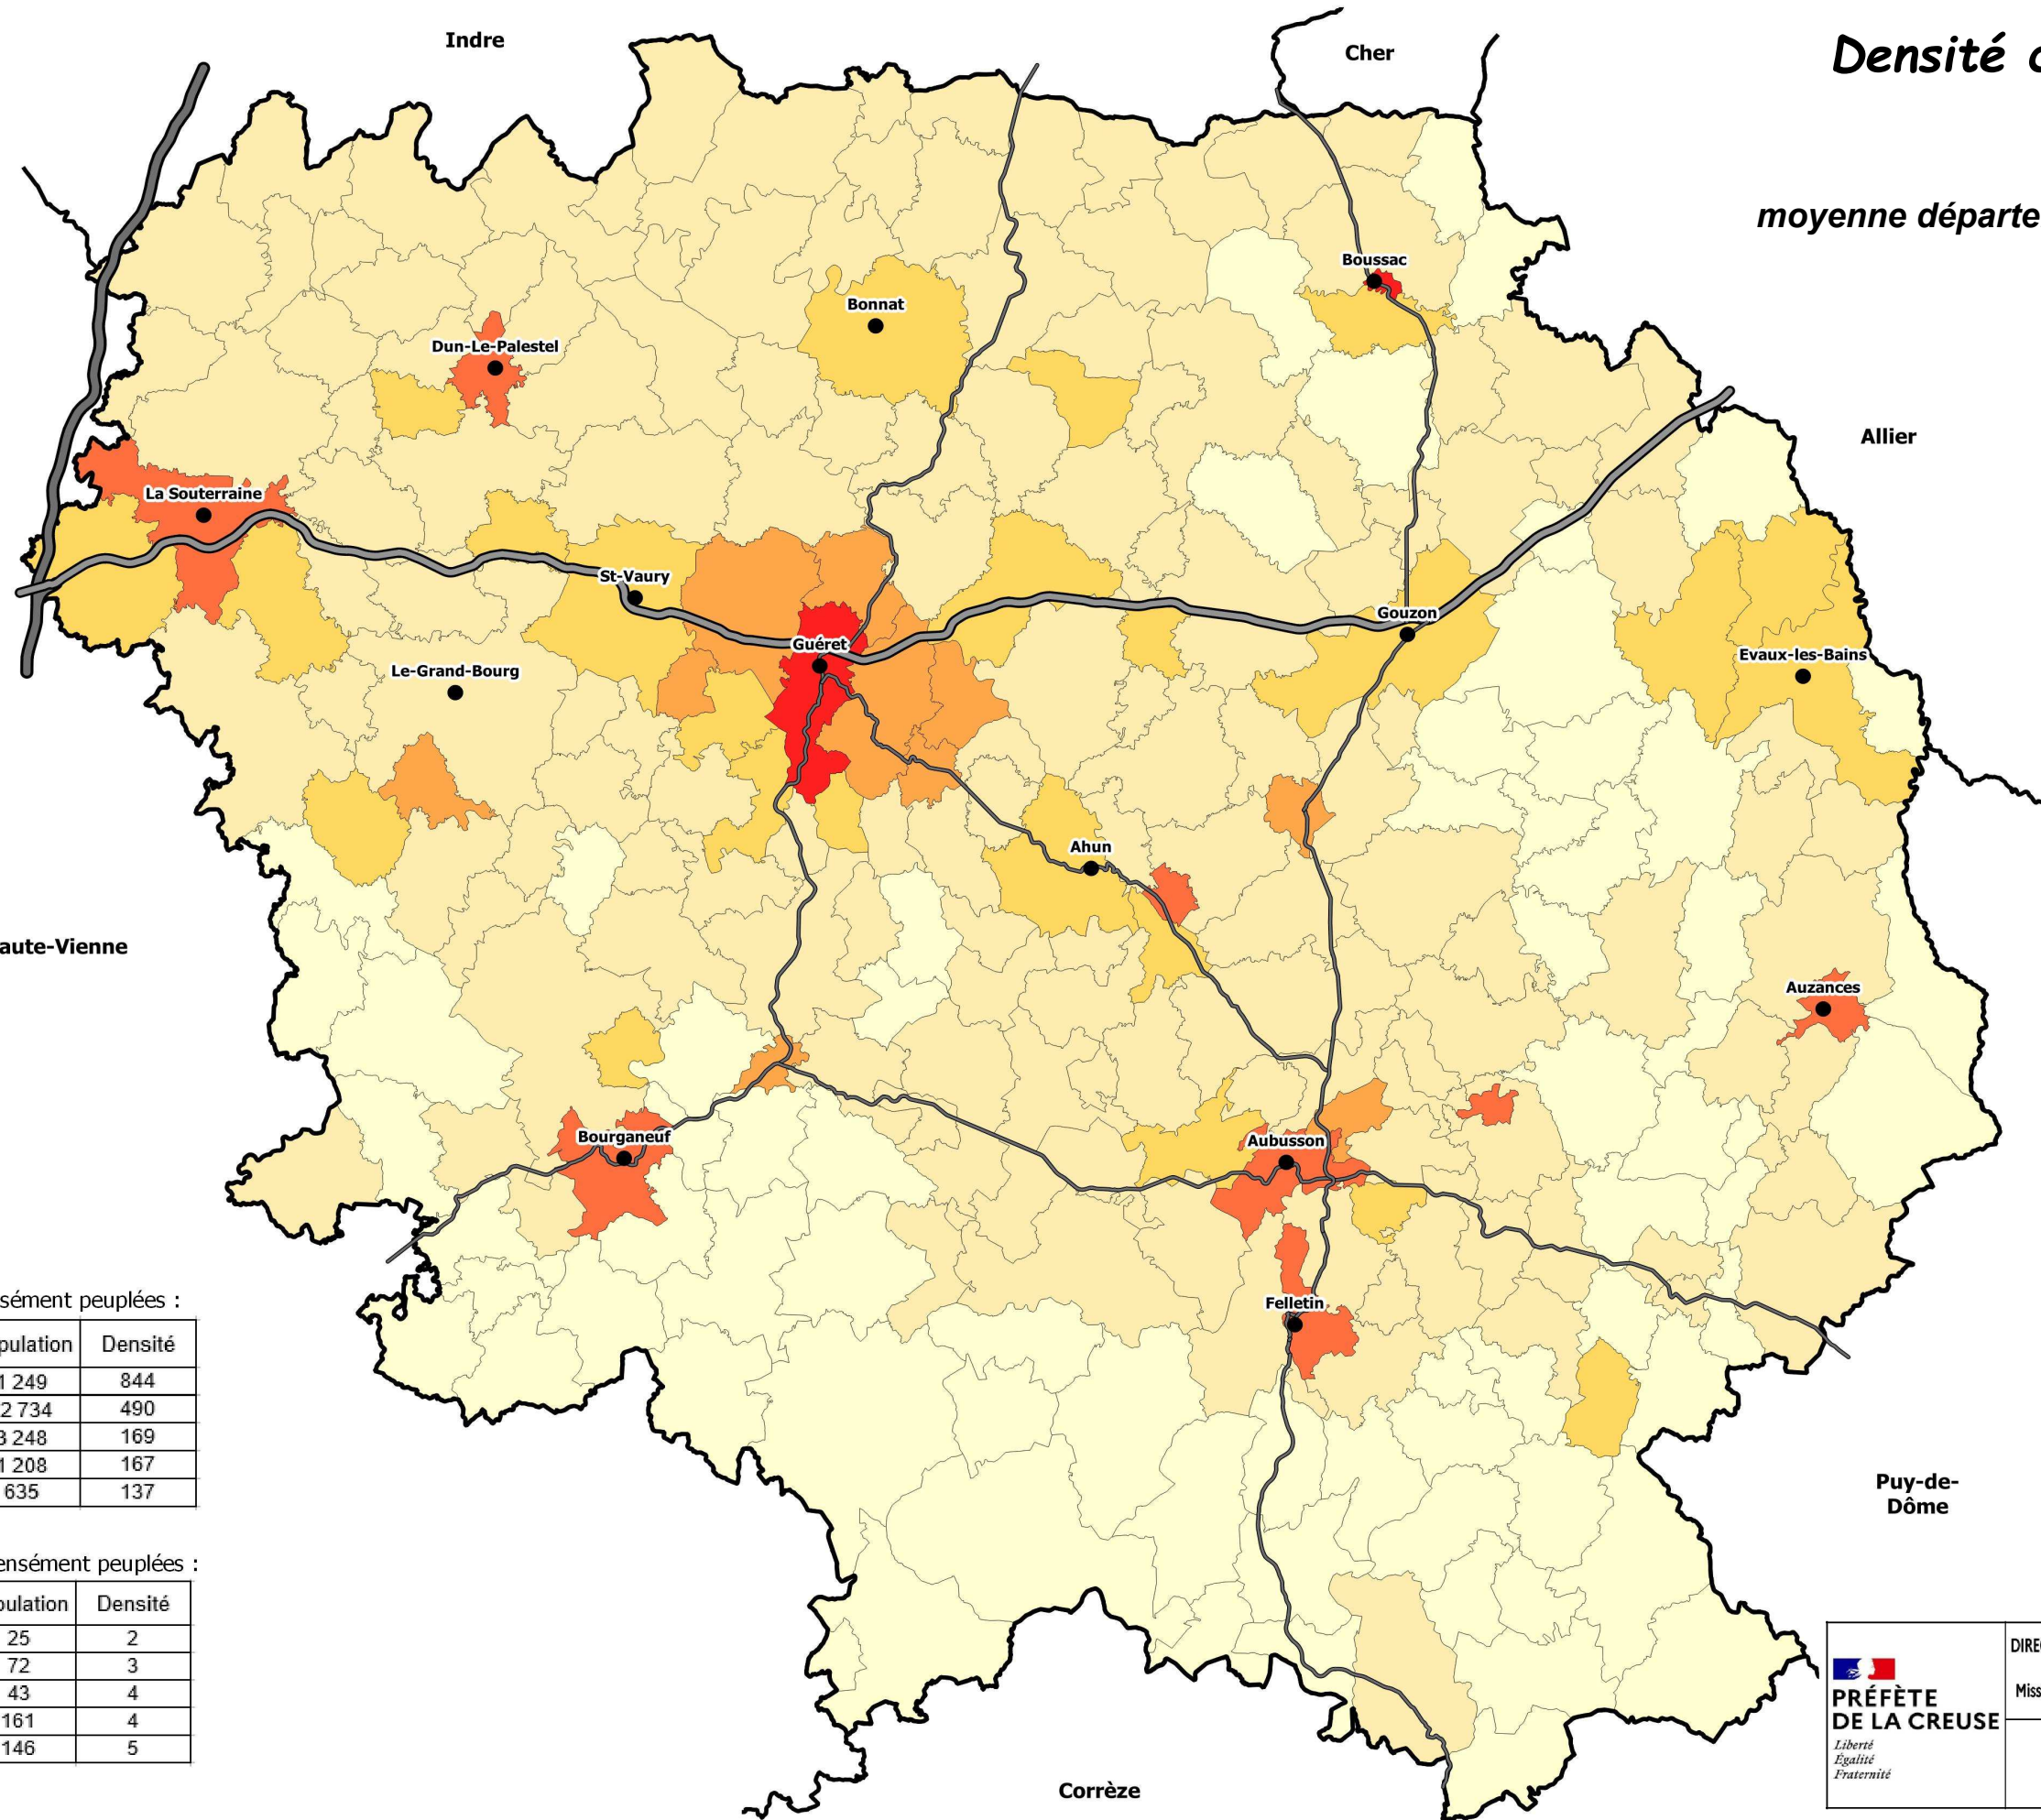 Indre
Cher
Densité
moyenne départe
Boussac
Bonnat
Dun-Le-Palestel
Allier
La Souterraine
St-Vaury
Gouzon
Guéret
Evaux-les-Bains
Le-Grand-Bourg
Ahun
aute-Vienne
Auzances
Bourganeuf
Aubusson
Felletin
sément peuplées :
pulation Densité
1 249 844
2 734 490
3 248 169
1 208 167
635 137
Puy-de-
Dôme
ensément peuplées :
pulation Densité
25 2
72 3
43 4
161 4
146 5
Corrèze
PRÉFÈTE
DE LA CREUSE
Liberté
Égalité
Fraternité
DIREC
Miss